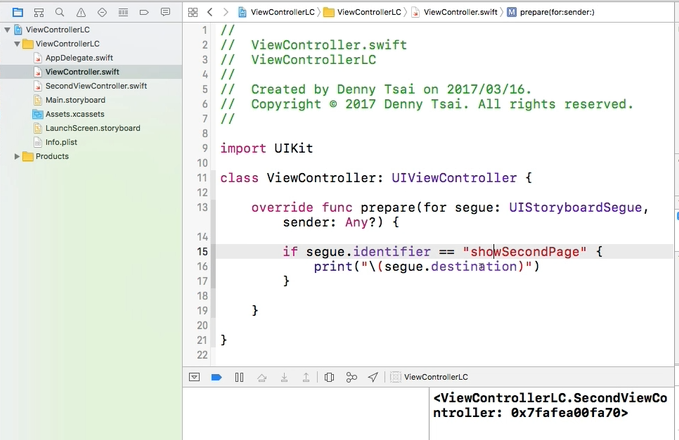 ViewControllerLC
ViewControllerLC
AppDelegate.swift
ViewController.swift
SecondViewController.swift
Main.storyboard
Assets.xcassets
LaunchScreen.storyboard
Info.plist
Products
ViewControllerLC
ViewControllerLC
ViewController.swift
M prepare(for:sender:)
1 //
2 //  ViewController.swift
3 //  ViewControllerLC
4 //
5 //  Created by Denny Tsai on 2017/03/16.
6 //  Copyright © 2017 Denny Tsai. All rights reserved.
7 //
8
9 import UIKit
10
11 class ViewController: UIViewController {
12
13     override func prepare(for segue: UIStoryboardSegue,
sender: Any?) {
14
15         if segue.identifier == "showSecondPage" {
16             print("\(segue.destination)")
17         }
18
19     }
20
21 }
22
ViewControllerLC
<ViewControllerLC.SecondViewCo
ntroller: 0x7fafea00fa70>